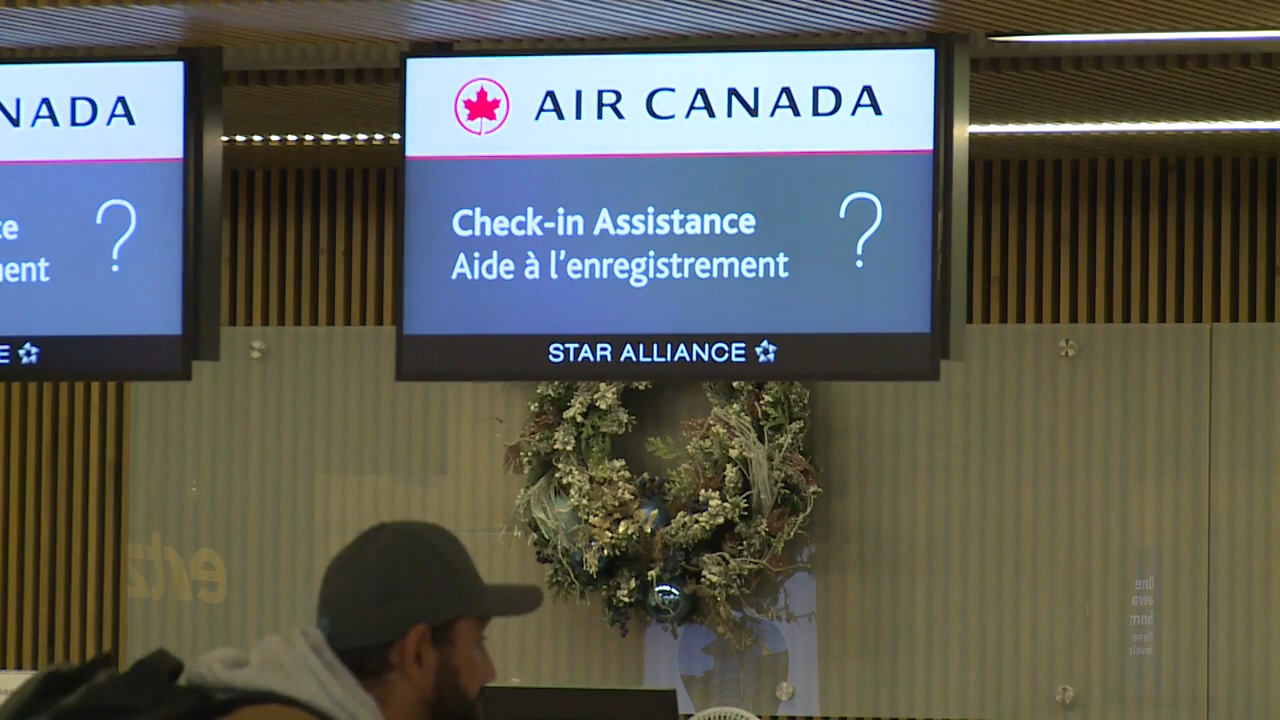 NADA
AIR CANADA
Check-in Assistance
Aide à l'enregistrement
?
?
STAR ALLIANCE